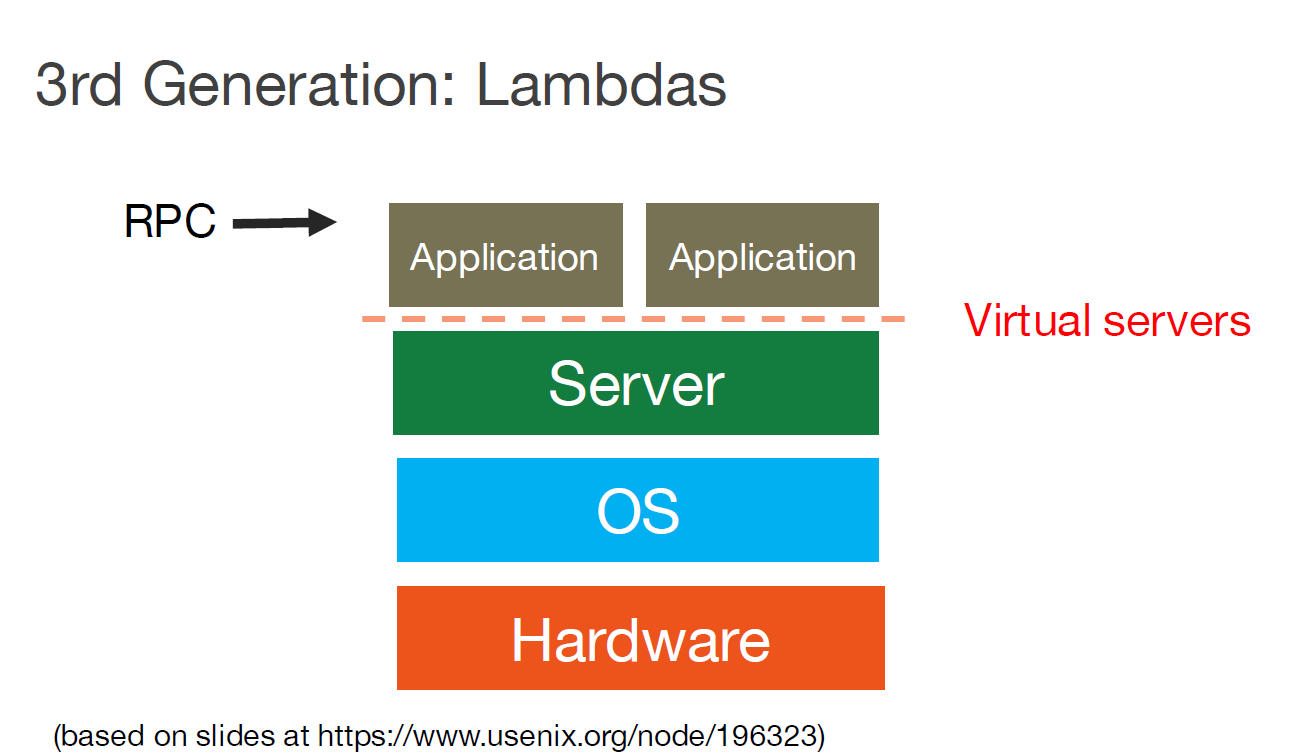 3rd Generation: Lambdas
RPC
Application
Application
Virtual servers
Server
OS
Hardware
(based on slides at https://www.usenix.org/node/196323)